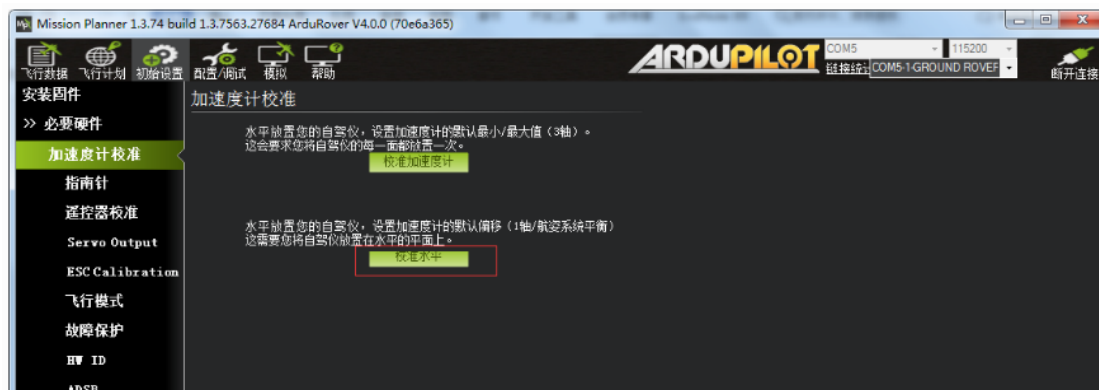 Mission Planner 1.3.74 build 1.3.7563.27684 ArduRover V4.0.0 (70e6a365)
飞行数据 飞行计划 初始设置 配置/调试 模拟 帮助
ARDUPILOT
COM5 115200
链接统计 COM5-1-GROUND ROVER
断开连接
安装固件
>> 必要硬件
加速度计校准
指南针
遥控器校准
Servo Output
ESC Calibration
飞行模式
故障保护
HW ID
ADSB
加速度计校准
水平放置您的自驾仪，设置加速度计的默认最小/最大值（3轴）。
这会要求您将自驾仪的每一面都放置一次。
校准加速度计
水平放置您的自驾仪，设置加速度计的默认偏移（1轴/航姿系统平衡）
这需要您将自驾仪放置在水平的平面上。
校准水平